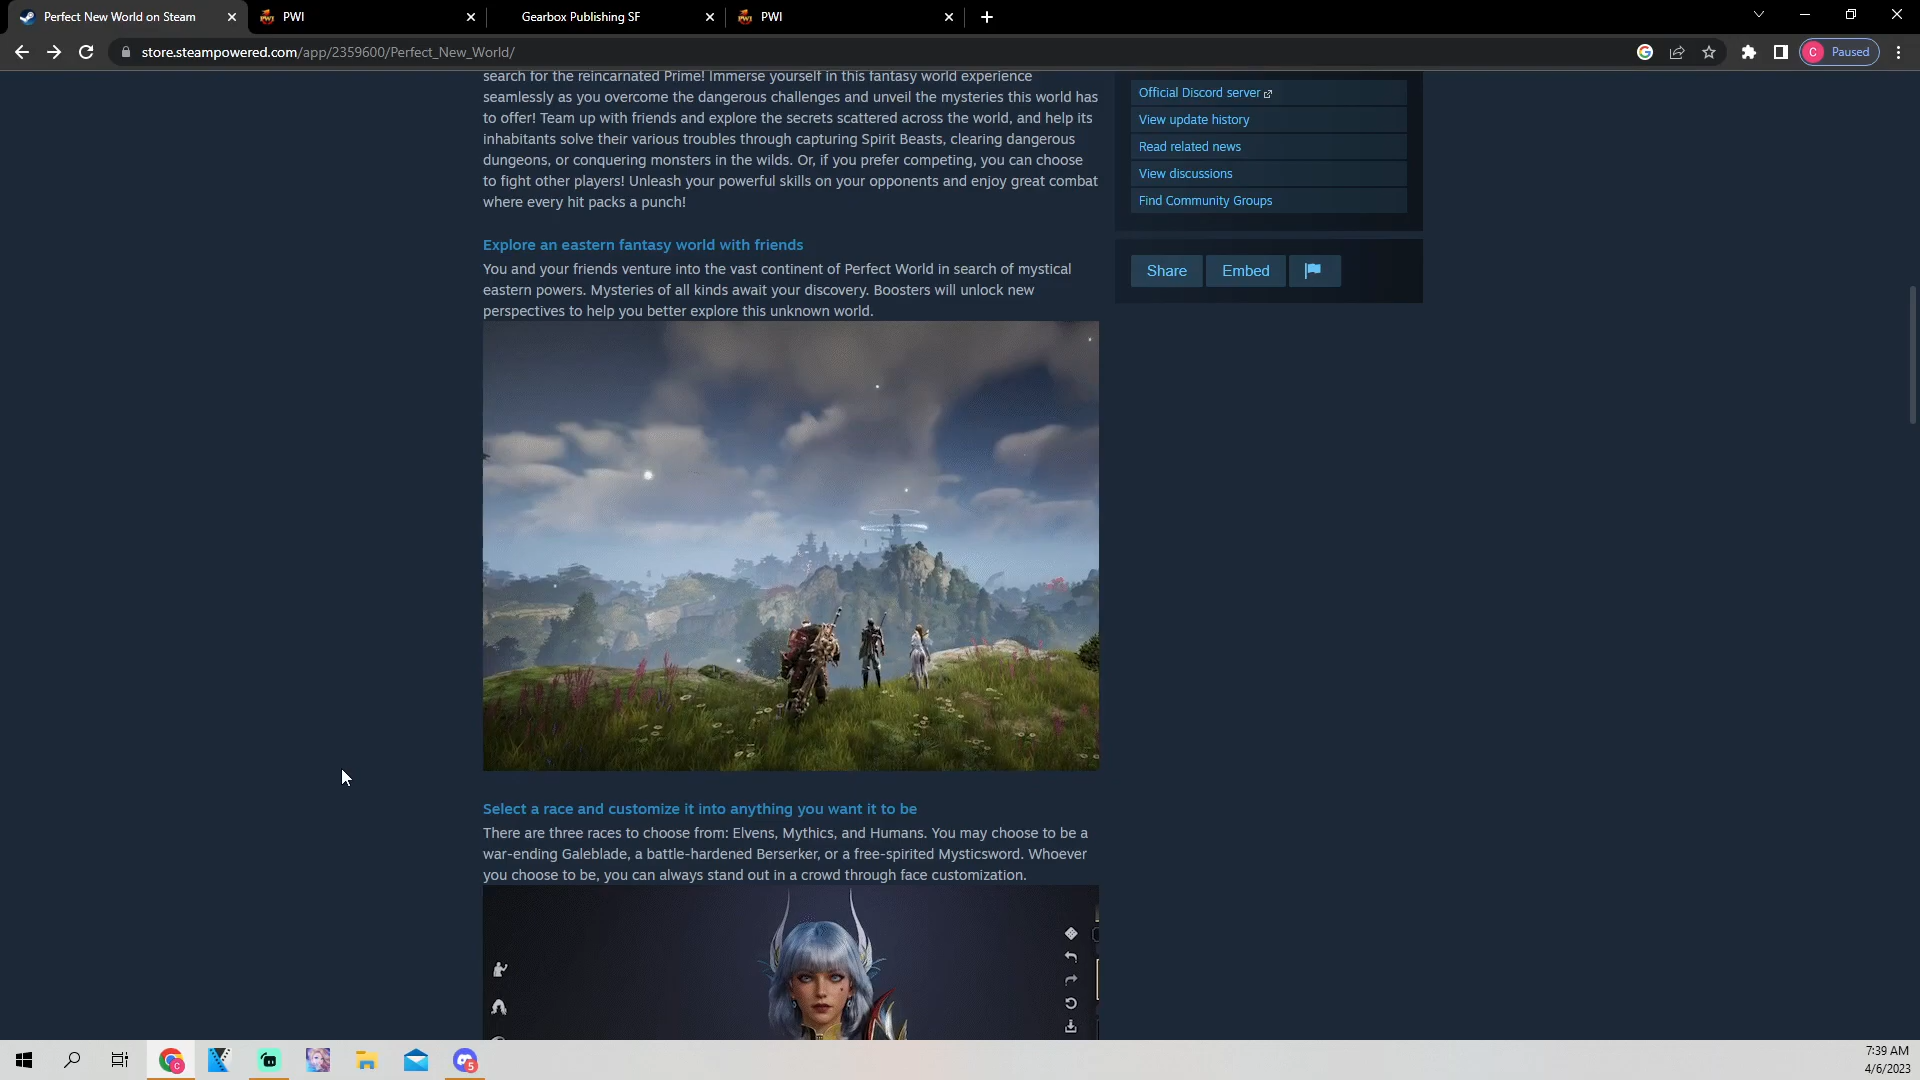 Perfect New World on Steam
PWI
Gearbox Publishing SF
PWI
store.steampowered.com/app/2359600/Perfect_New_World/
C Paused
search for the reincarnated Prime! Immerse yourself in this fantasy world experience
seamlessly as you overcome the dangerous challenges and unveil the mysteries this world has
to offer! Team up with friends and explore the secrets scattered across the world, and help its
inhabitants solve their various troubles through capturing Spirit Beasts, clearing dangerous
dungeons, or conquering monsters in the wilds. Or, if you prefer competing, you can choose
to fight other players! Unleash your powerful skills on your opponents and enjoy great combat
where every hit packs a punch!
Explore an eastern fantasy world with friends
You and your friends venture into the vast continent of Perfect World in search of mystical
eastern powers. Mysteries of all kinds await your discovery. Boosters will unlock new
perspectives to help you better explore this unknown world.
Select a race and customize it into anything you want it to be
There are three races to choose from: Elvens, Mythics, and Humans. You may choose to be a
war-ending Galeblade, a battle-hardened Berserker, or a free-spirited Mysticsword. Whoever
you choose to be, you can always stand out in a crowd through face customization.
Official Discord server
View update history
Read related news
View discussions
Find Community Groups
Share
Embed
5
7:39 AM
4/6/2023